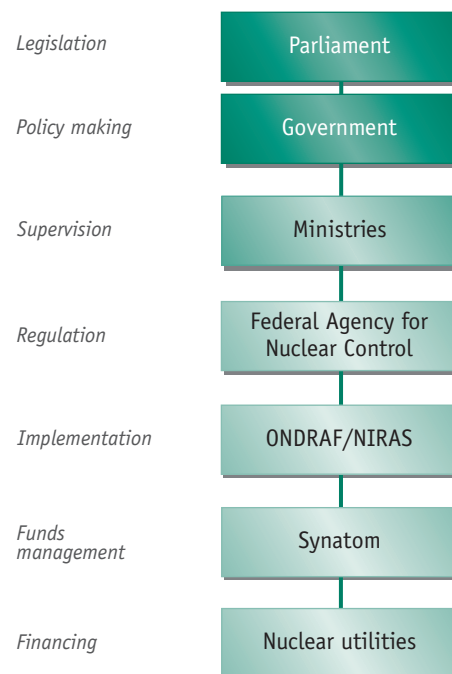 Legislation
Parliament
Policy making
Government
Supervision
Ministries
Regulation
Federal Agency for
Nuclear Control
Implementation
ONDRAF/NIRAS
Funds
management
Synatom
Financing
Nuclear utilities